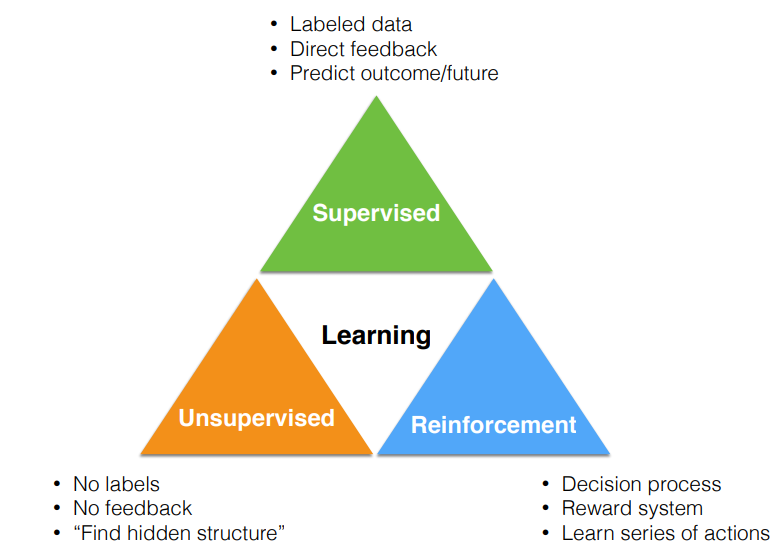 • Labeled data
• Direct feedback
• Predict outcome/future
Supervised
Learning
Unsupervised
Reinforcement
• No labels
• No feedback
• “Find hidden structure”
• Decision process
• Reward system
• Learn series of actions